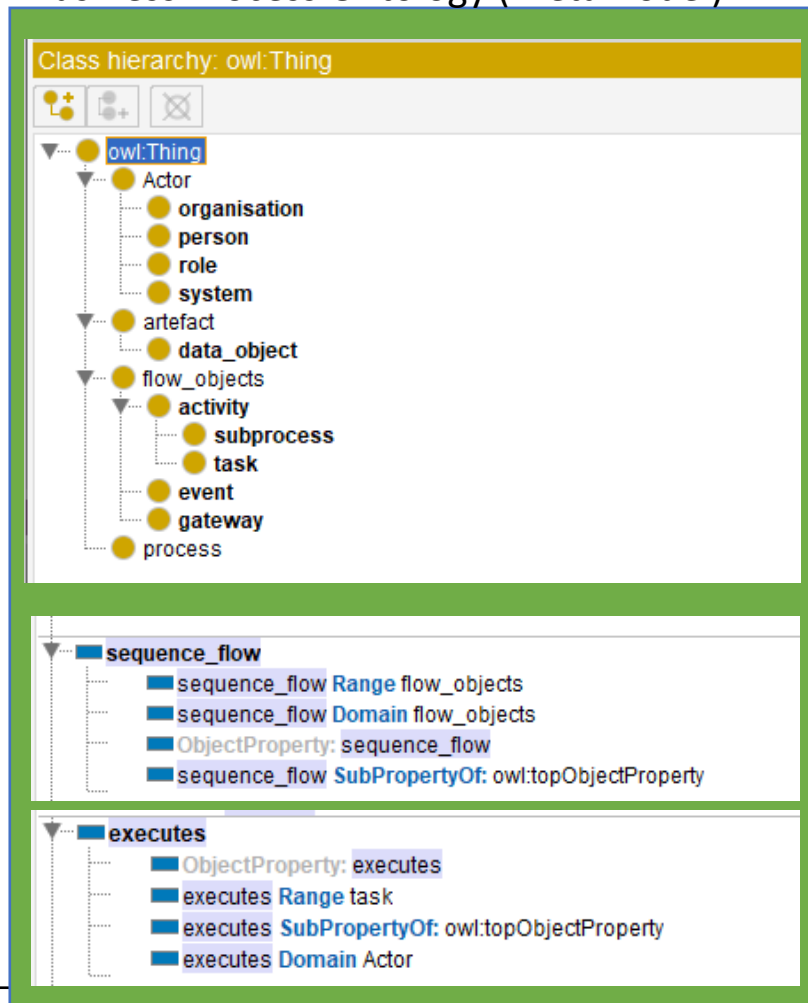 Class hierarchy: owl:Thing
owl:Thing
Actor
organisation
person
role
system
artefact
data_object
flow_objects
activity
subprocess
task
event
gateway
process
sequence_flow
sequence_flow Range flow_objects
sequence_flow Domain flow_objects
ObjectProperty: sequence_flow
sequence_flow SubPropertyOf: owl:topObjectProperty
executes
ObjectProperty: executes
executes Range task
executes SubPropertyOf: owl:topObjectProperty
executes Domain Actor